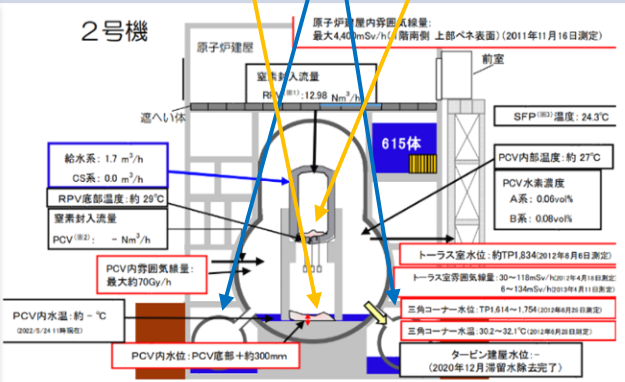 2号機
原子炉建屋内雰囲気線量:
最大4,400mSv/h(1階南側 上部ペネ表面)(2011年11月16日測定)
原子炉建屋
前室
窒素封入流量
RPV(※1):12.98 Nm³/h
遮へい体
SFP(※3)温度: 24.3℃
615体
給水系: 1.7 m³/h
CS系: 0.0 m³/h
PCV内部温度:約 27℃
RPV底部温度:約 29℃
PCV水素濃度
A系: 0.06vol%
B系: 0.06vol%
窒素封入流量
PCV(※2): - Nm³/h
トーラス室水位:約TP1,834(2012年6月6日測定)
PCV内雰囲気線量:
最大約70Gy/h
トーラス室雰囲気線量:30~118mSv/h(2012年4月18日測定)
6~134mSv/h(2013年4月11日測定)
三角コーナー水位:TP1,614~1,754(2012年6月28日測定)
PCV内水温:約 - ℃
(2022/5/24 11時現在)
三角コーナー水温:30.2~32.1℃(2012年6月28日測定)
PCV内水位:PCV底部+約300mm
タービン建屋水位:-
(2020年12月滞留水除去完了)